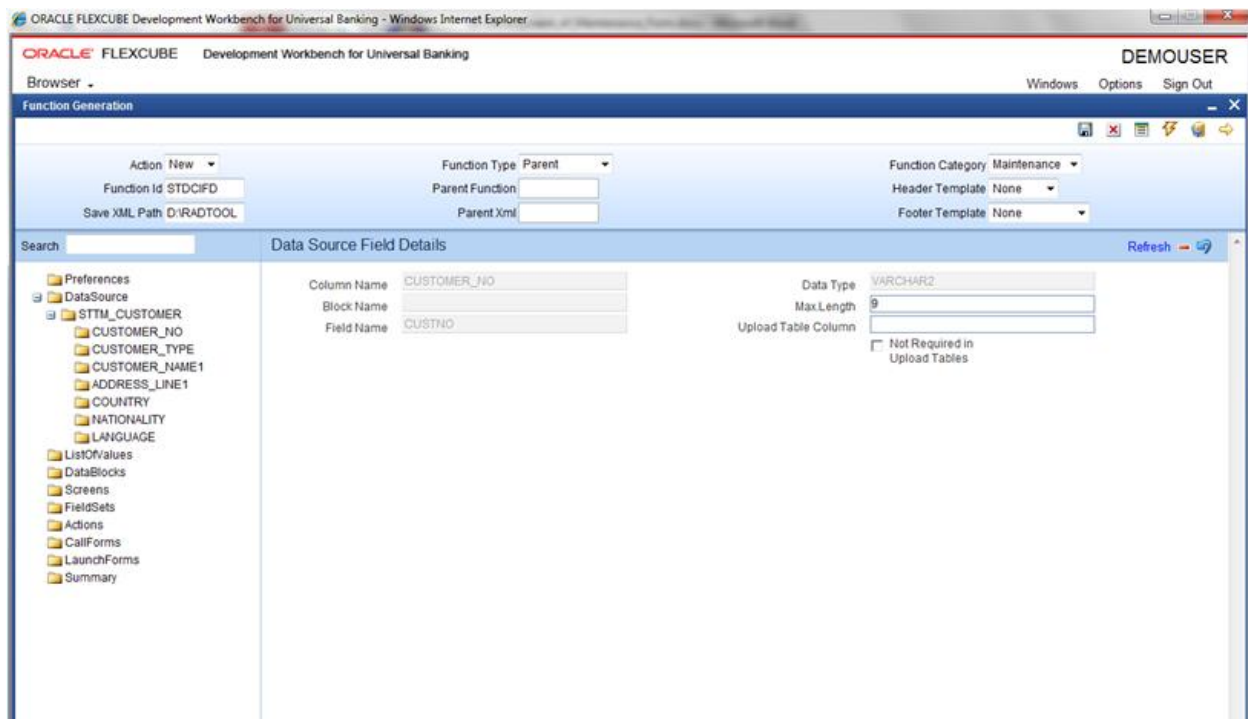 ORACLE FLEXCUBE Development Workbench for Universal Banking - Windows Internet Explorer
ORACLE FLEXCUBE Development Workbench for Universal Banking
DEMOUSER
Browser
Windows Options Sign Out
Function Generation
Action New
Function Type Parent
Function Category Maintenance
Function Id STDCIFD
Parent Function
Header Template None
Save XML Path D:\RADTOOL
Parent Xml
Footer Template None
Search
Data Source Field Details
Refresh
Preferences
DataSource
STTM_CUSTOMER
CUSTOMER_NO
CUSTOMER_TYPE
CUSTOMER_NAME1
ADDRESS_LINE1
COUNTRY
NATIONALITY
LANGUAGE
ListOfValues
DataBlocks
Screens
FieldSets
Actions
CallForms
LaunchForms
Summary
Column Name CUSTOMER_NO
Block Name
Field Name CUSTNO
Data Type VARCHAR2
Max.Length 9
Upload Table Column
Not Required in
Upload Tables